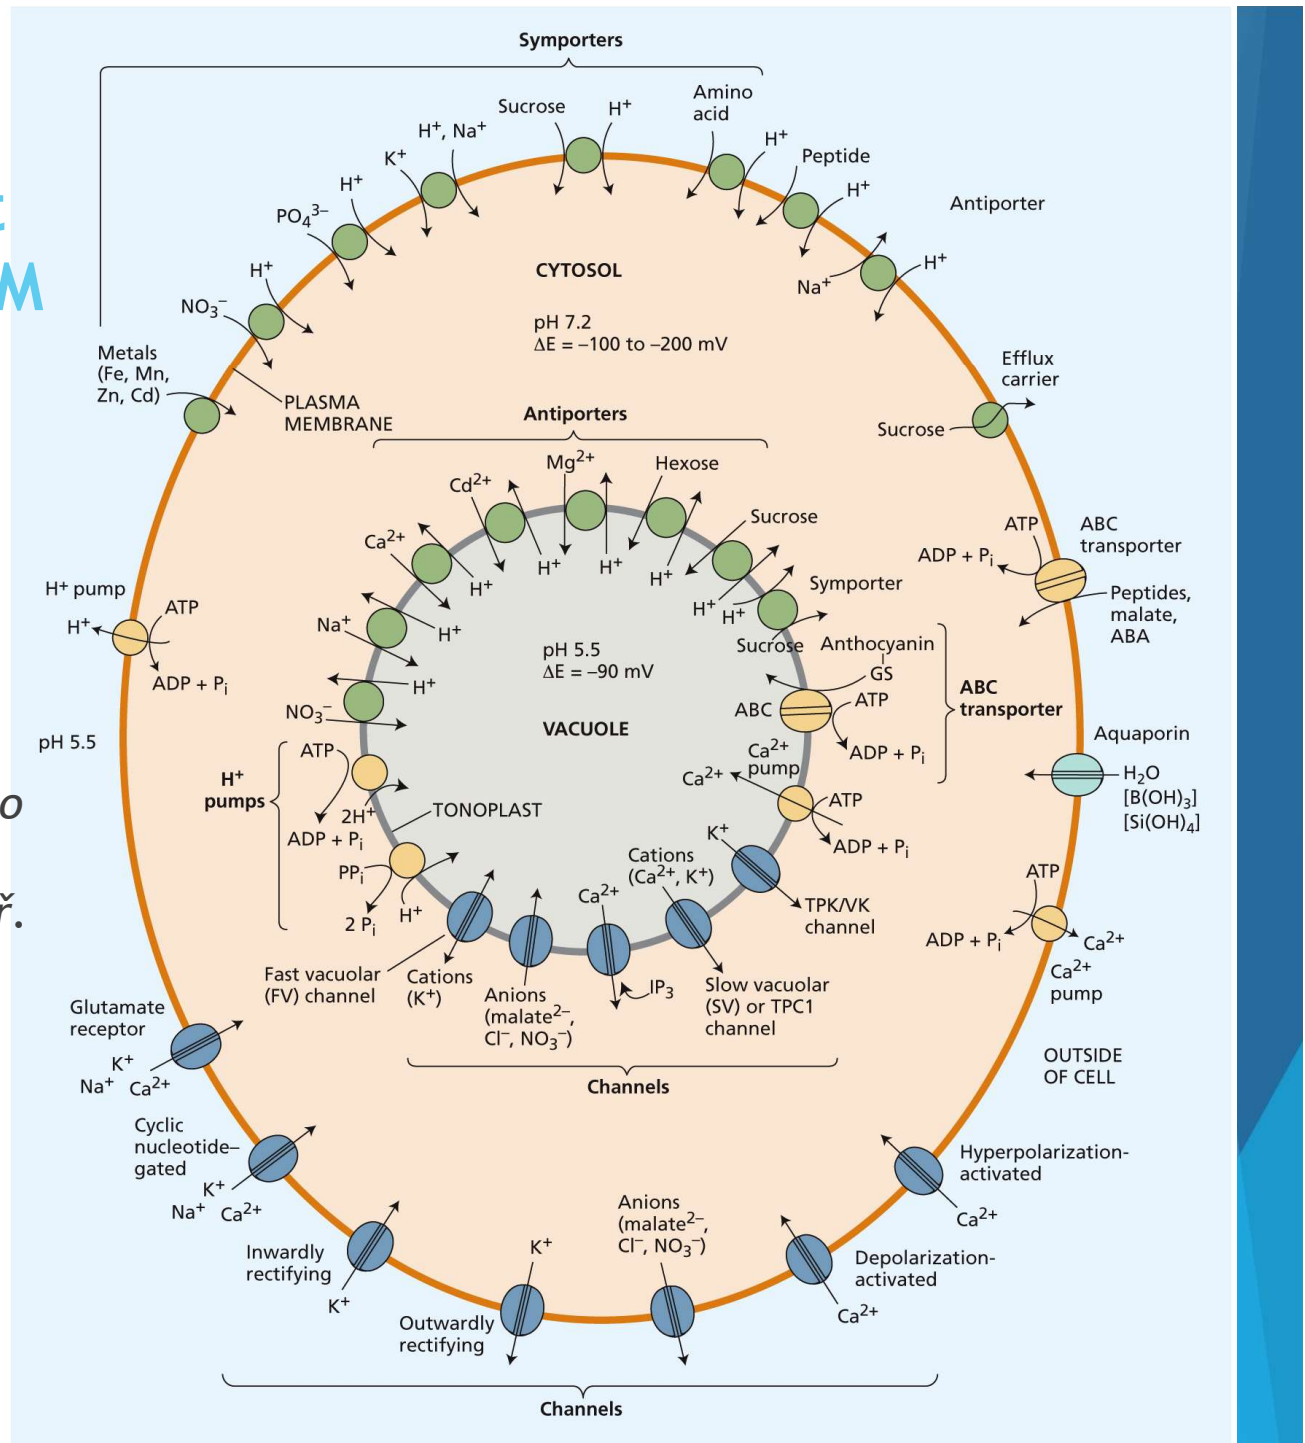 Symporters
Sucrose
H⁺
Amino
acid
H⁺, Na⁺
K⁺
H⁺
Peptide
H⁺
H⁺
PO₄³⁻
Antiporter
H⁺
NO₃⁻
Na⁺
H⁺
CYTOSOL
pH 7.2
ΔE = –100 to –200 mV
M
Metals
(Fe, Mn,
Zn, Cd)
PLASMA
MEMBRANE
Efflux
carrier
Sucrose
Antiporters
Mg²⁺
Hexose
Cd²⁺
Sucrose
Ca²⁺
H⁺
H⁺
H⁺
H⁺
H⁺
H⁺
Symporter
Sucrose
Na⁺
H⁺
H⁺
NO₃⁻
pH 5.5
ΔE = –90 mV
VACUOLE
ATP
ADP + Pᵢ
ABC
transporter
Peptides,
malate,
ABA
H⁺ pump
H⁺
ATP
ADP + Pᵢ
pH 5.5
Anthocyanin
GS
ABC
ATP
ADP + Pᵢ
ABC
transporter
Aquaporin
H₂O
[B(OH)₃]
[Si(OH)₄]
H⁺
pumps
ATP
2H⁺
ADP + Pᵢ
PPᵢ
2 Pᵢ
H⁺
TONOPLAST
Ca²⁺
pump
Ca²⁺
ATP
ADP + Pᵢ
o
ř.
K⁺
TPK/VK
channel
Cations
(Ca²⁺, K⁺)
Slow vacuolar
(SV) or TPC1
channel
Ca²⁺
IP₃
Fast vacuolar
(FV) channel
Cations
(K⁺)
Anions
(malate²⁻,
Cl⁻, NO₃⁻)
Channels
ATP
ADP + Pᵢ
Ca²⁺
Ca²⁺
pump
OUTSIDE
OF CELL
Glutamate
receptor
K⁺
Na⁺ Ca²⁺
Cyclic
nucleotide–
gated
K⁺
Na⁺ Ca²⁺
Inwardly
rectifying
K⁺
K⁺
Outwardly
rectifying
Anions
(malate²⁻,
Cl⁻, NO₃⁻)
Depolarization-
activated
Ca²⁺
Hyperpolarization-
activated
Ca²⁺
Channels